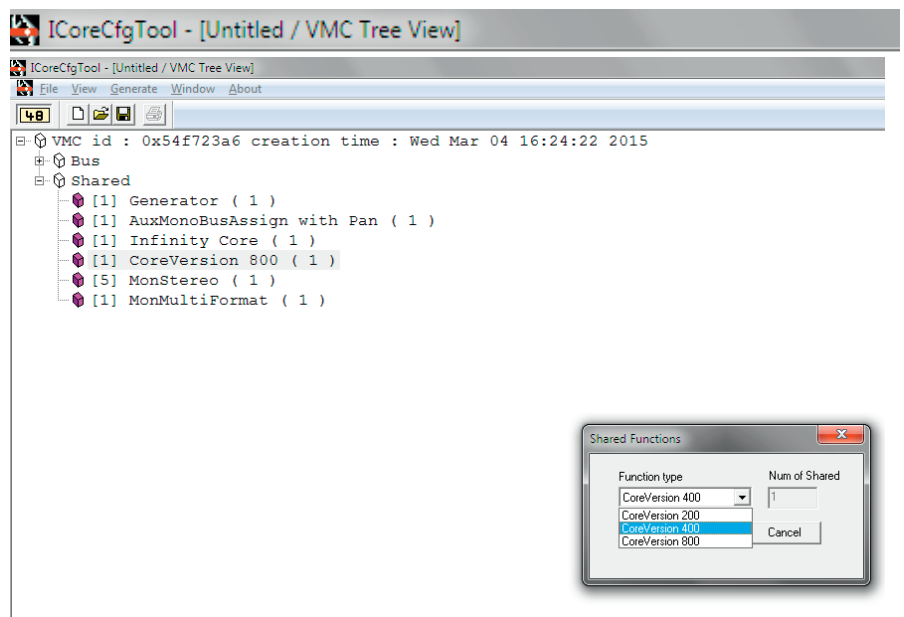 ICoreCfgTool - [Untitled / VMC Tree View]
ICoreCfgTool - [Untitled / VMC Tree View]
File View Generate Window About
48
VMC id : 0x54f723a6 creation time : Wed Mar 04 16:24:22 2015
Bus
Shared
[1] Generator ( 1 )
[1] AuxMonoBusAssign with Pan ( 1 )
[1] Infinity Core ( 1 )
[1] CoreVersion 800 ( 1 )
[5] MonStereo ( 1 )
[1] MonMultiFormat ( 1 )
Shared Functions
Function type Num of Shared
CoreVersion 400 1
CoreVersion 200
CoreVersion 400
CoreVersion 800
Cancel